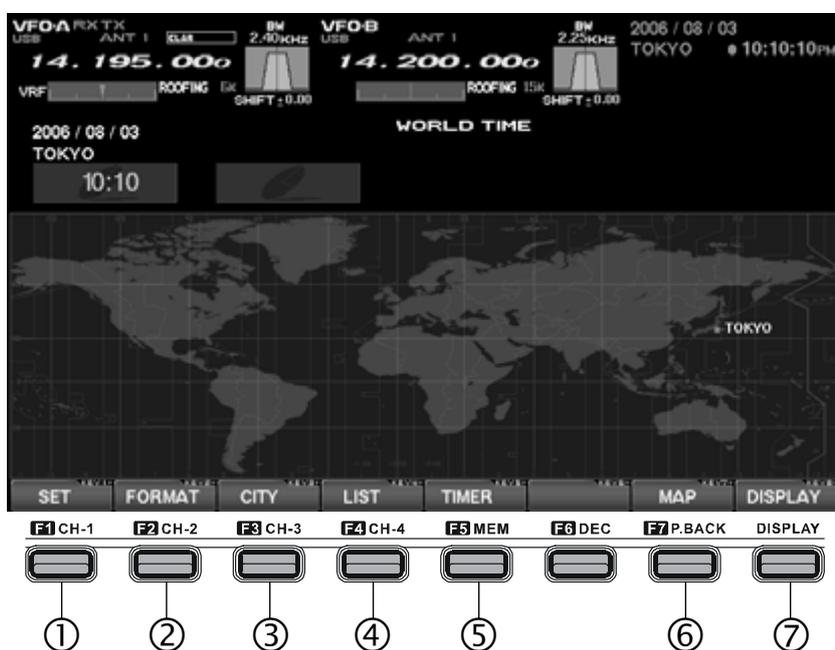 VFO-A RX TX
USB ANT 1 CLAR
14. 195. 000
VRF ROOFING 6K
BW
2.40KHZ
SHIFT ± 0.00
VFO-B
USB ANT 1
14. 200. 000
ROOFING 15K
BW
2.25KHZ
SHIFT ± 0.00
2006 / 08 / 03
TOKYO 10:10:10PM
WORLD TIME
2006 / 08 / 03
TOKYO
10:10
TOKYO
SET FORMAT CITY LIST TIMER MAP DISPLAY
F1 CH-1 F2 CH-2 F3 CH-3 F4 CH-4 F5 MEM F6 DEC F7 P.BACK DISPLAY
① ② ③ ④ ⑤ ⑥ ⑦